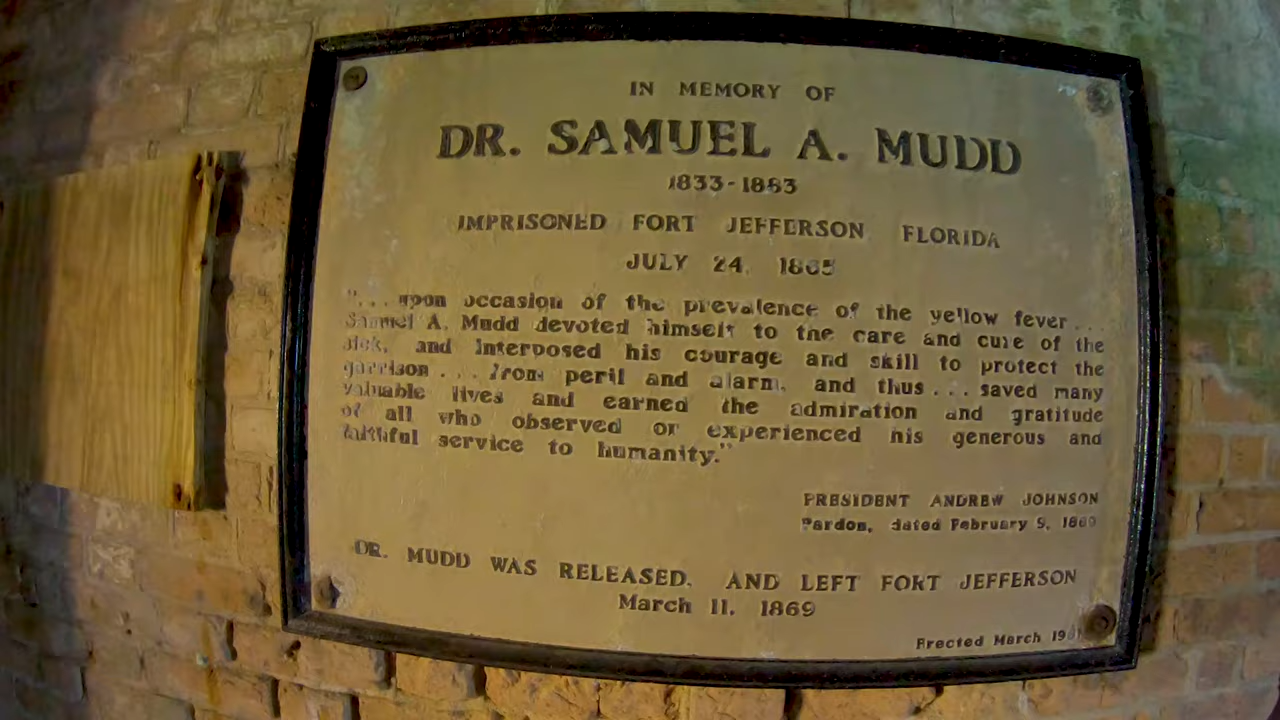 IN MEMORY OF
DR. SAMUEL A. MUDD
1833-1883
IMPRISONED FORT JEFFERSON FLORIDA
JULY 24, 1865
"... upon occasion of the prevalence of the yellow fever ...
Samuel A. Mudd devoted himself to the care and cure of the
sick, and interposed his courage and skill to protect the
garrison ... from peril and alarm, and thus ... saved many
valuable lives and earned the admiration and gratitude
of all who observed or experienced his generous and
faithful service to humanity."
PRESIDENT ANDREW JOHNSON
Pardon, dated February 9, 1869
DR. MUDD WAS RELEASED, AND LEFT FORT JEFFERSON
March 11, 1869
Erected March